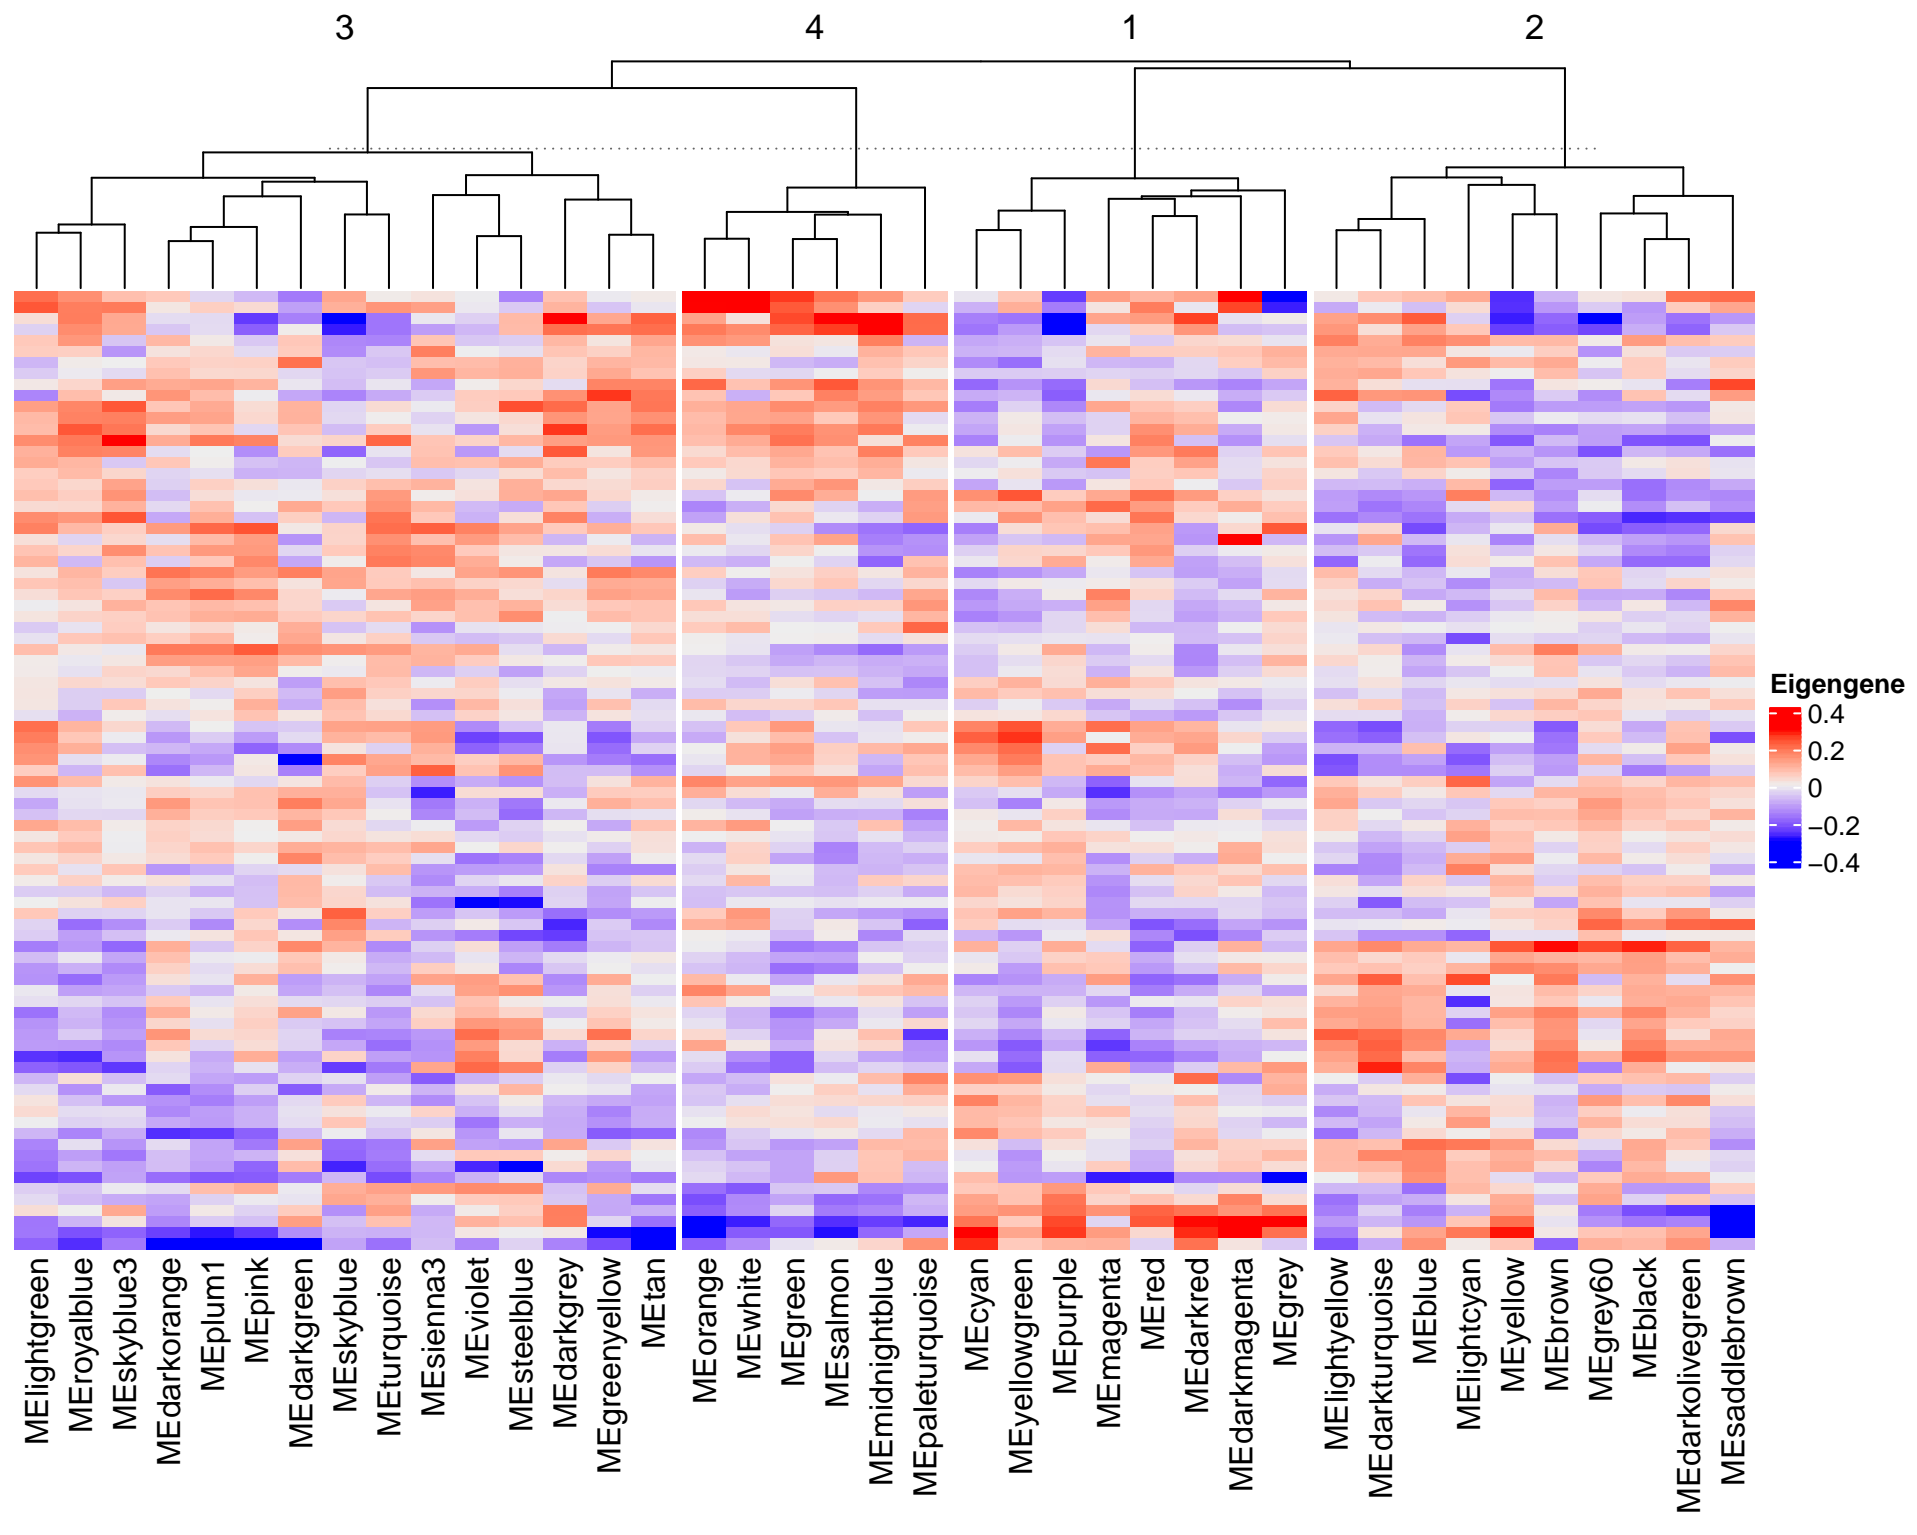 3 4 1 2
Eigengene
0.4
0.2
0
−0.2
−0.4
MElightgreen
MEroyalblue
MEskyblue3
MEdarkorange
MEplum1
MEpink
MEdarkgreen
MEskyblue
MEturquoise
MEsienna3
MEviolet
MEsteelblue
MEdarkgrey
MEgreenyellow
MEtan
MEorange
MEwhite
MEgreen
MEsalmon
MEmidnightblue
MEpaleturquoise
MEcyan
MEyellowgreen
MEpurple
MEmagenta
MEred
MEdarkred
MEdarkmagenta
MEgrey
MElightyellow
MEdarkturquoise
MEblue
MElightcyan
MEyellow
MEbrown
MEgrey60
MEblack
MEdarkolivegreen
MEsaddlebrown